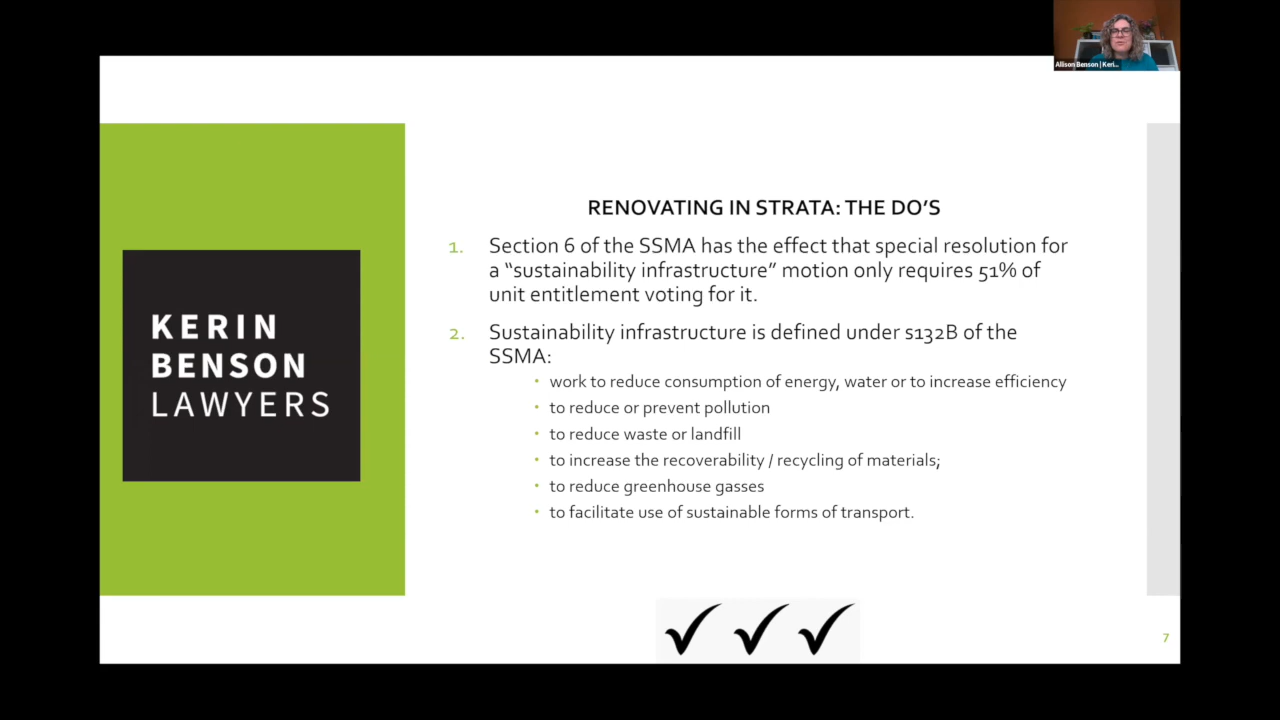 Allison Benson | Keri...
RENOVATING IN STRATA: THE DO'S
1. Section 6 of the SSMA has the effect that special resolution for
a “sustainability infrastructure” motion only requires 51% of
unit entitlement voting for it.
2. Sustainability infrastructure is defined under s132B of the
SSMA:
• work to reduce consumption of energy, water or to increase efficiency
• to reduce or prevent pollution
• to reduce waste or landfill
• to increase the recoverability / recycling of materials;
• to reduce greenhouse gasses
• to facilitate use of sustainable forms of transport.
KERIN
BENSON
LAWYERS
7